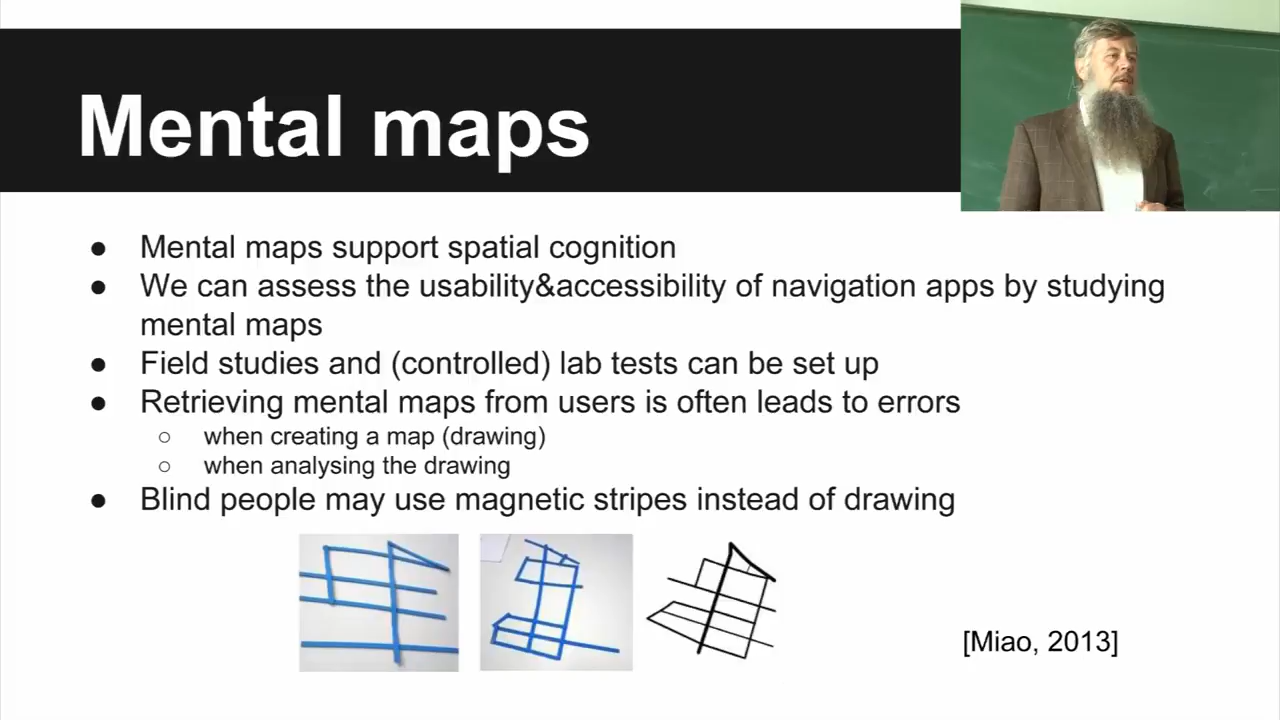 Mental maps
● Mental maps support spatial cognition
● We can assess the usability&accessibility of navigation apps by studying
mental maps
● Field studies and (controlled) lab tests can be set up
● Retrieving mental maps from users is often leads to errors
○ when creating a map (drawing)
○ when analysing the drawing
● Blind people may use magnetic stripes instead of drawing
[Miao, 2013]